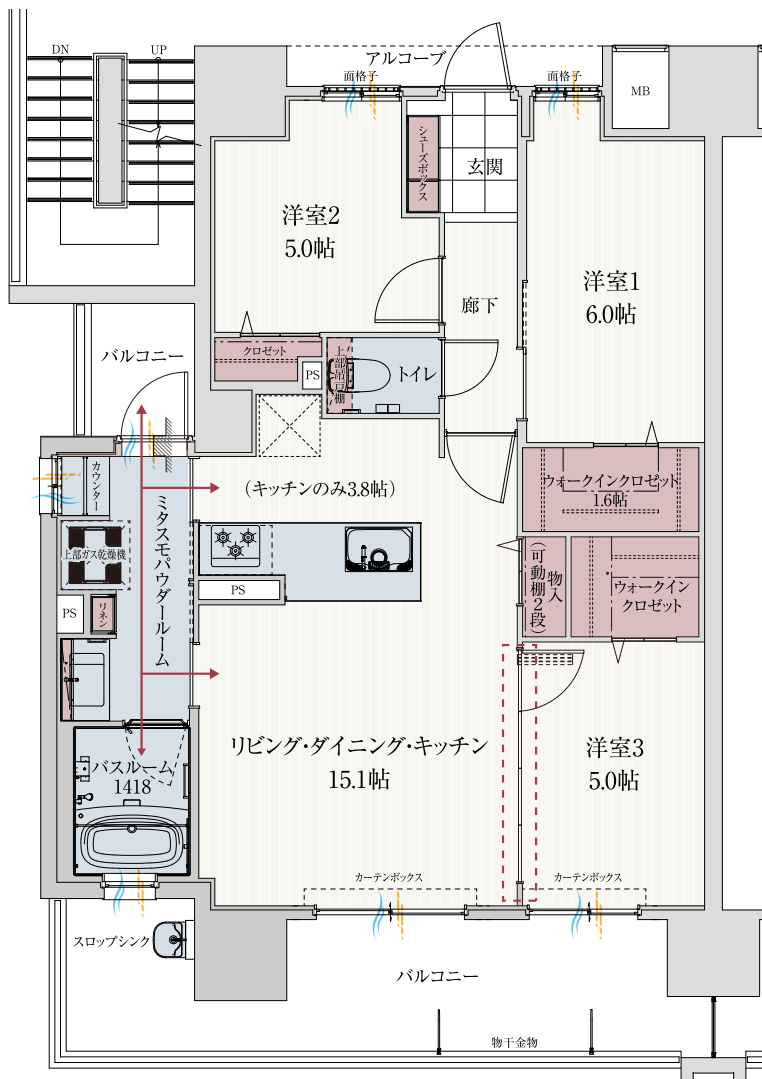 DN
UP
アルコーブ
面格子
面格子
MB
シューズボックス
玄関
洋室2
5.0帖
洋室1
6.0帖
廊下
バルコニー
クロゼット
PS
上部吊戸棚
トイレ
カウンター
(キッチンのみ3.8帖)
ウォークインクロゼット
1.6帖
ミタスモパウダールーム
上部ガス乾燥機
物入
(可動棚2段)
ウォークイン
クロゼット
PS
リネン
PS
リビング・ダイニング・キッチン
15.1帖
洋室3
5.0帖
バスルーム
1418
カーテンボックス
カーテンボックス
スロップシンク
バルコニー
物干金物